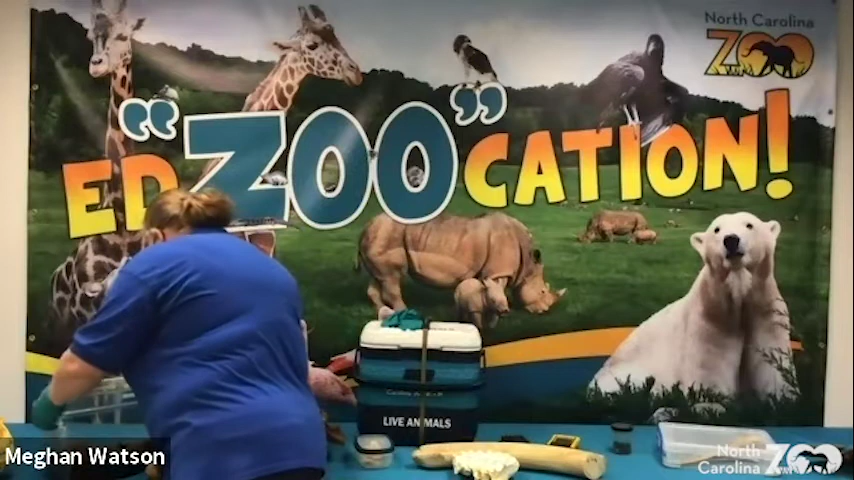 North Carolina
ZOO
ED"ZOO"CATION!
LIVE ANIMALS
Meghan Watson
North
Carolina ZOO